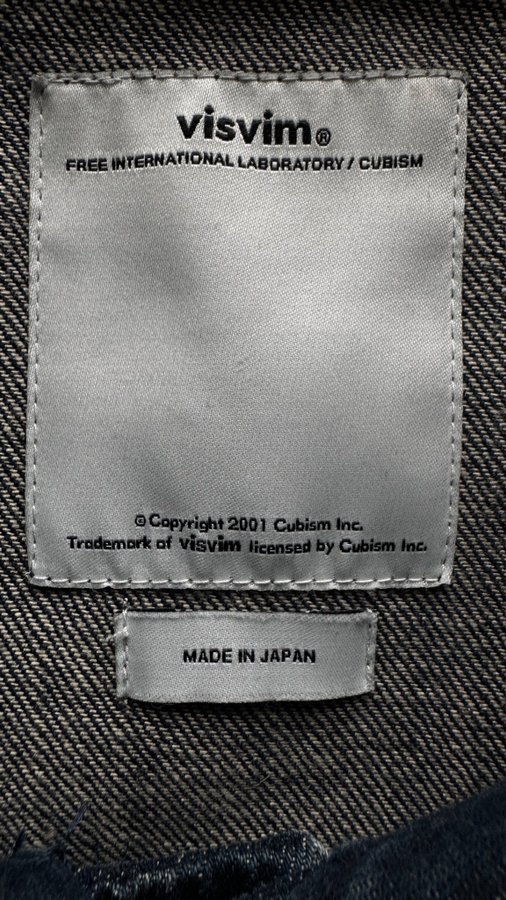 visvim®
FREE INTERNATIONAL LABORATORY / CUBISM
© Copyright 2001 Cubism Inc.
Trademark of visvim licensed by Cubism Inc.
MADE IN JAPAN